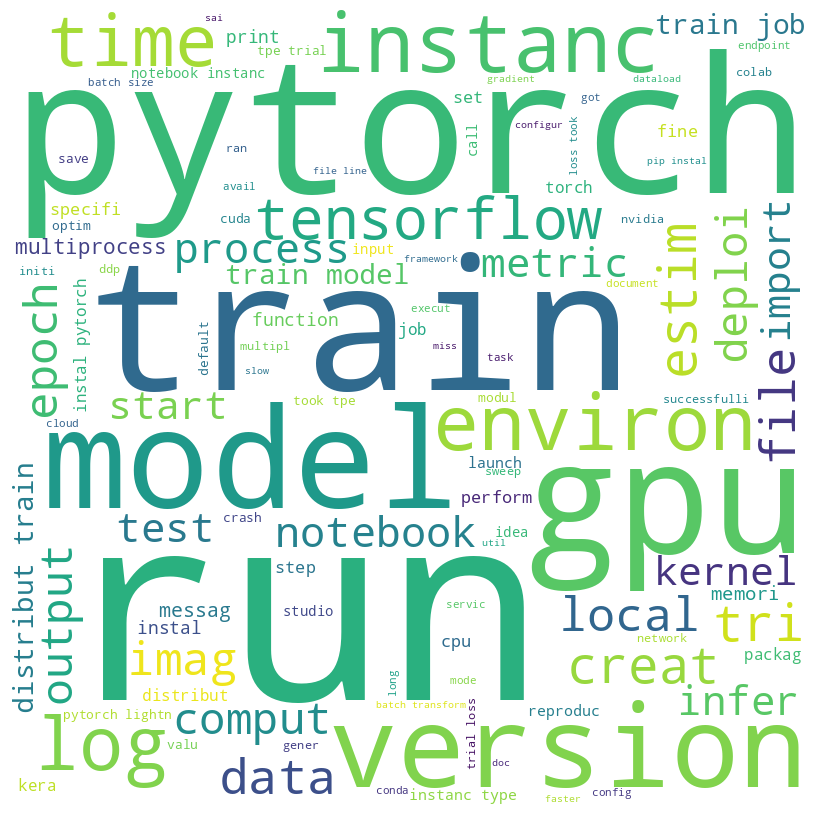 sai
time
print
tpe trial
instanc
train job
endpoint
notebook instanc
batch size
gradient
dataload
colab
pytorch
set
got
call
configur
loss took
fine
save
ran
file line
pip instal
avail
torch
specifi
optim
cuda
tensorflow
nvidia
multiprocess
process
input
metric
estim
deploi
import
framework
initi
ddp
train model
document
train
epoch
instal pytorch
function
execut
job
default
multipl
miss
task
slow
file
took tpe
start
modul
successfulli
cloud
model
environ
gpu
launch
sweep
distribut train
perform
test
crash
notebook
idea
util
run
step
kernel
output
memori
messag
studio
servic
local
tri
instal
cpu
network
imag
packag
creat
long
mode
distribut
infer
pytorch lightn
comput
batch transform
reproduc
log
version
valu
gener
trial loss
doc
data
kera
conda
instanc type
config
faster